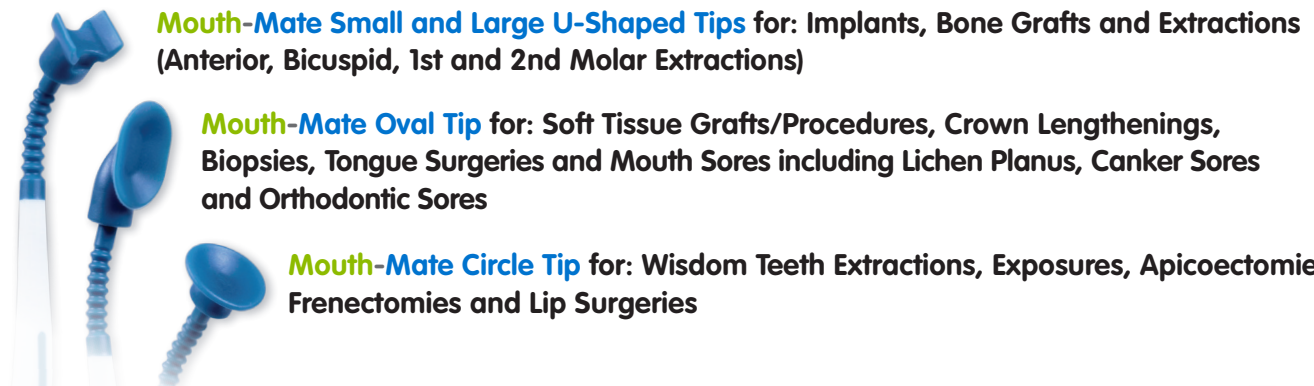 Mouth-Mate Small and Large U-Shaped Tips for: Implants, Bone Grafts and Extractions
(Anterior, Bicuspid, 1st and 2nd Molar Extractions)
Mouth-Mate Oval Tip for: Soft Tissue Grafts/Procedures, Crown Lengthenings,
Biopsies, Tongue Surgeries and Mouth Sores including Lichen Planus, Canker Sores
and Orthodontic Sores
Mouth-Mate Circle Tip for: Wisdom Teeth Extractions, Exposures, Apicoectomie
Frenectomies and Lip Surgeries